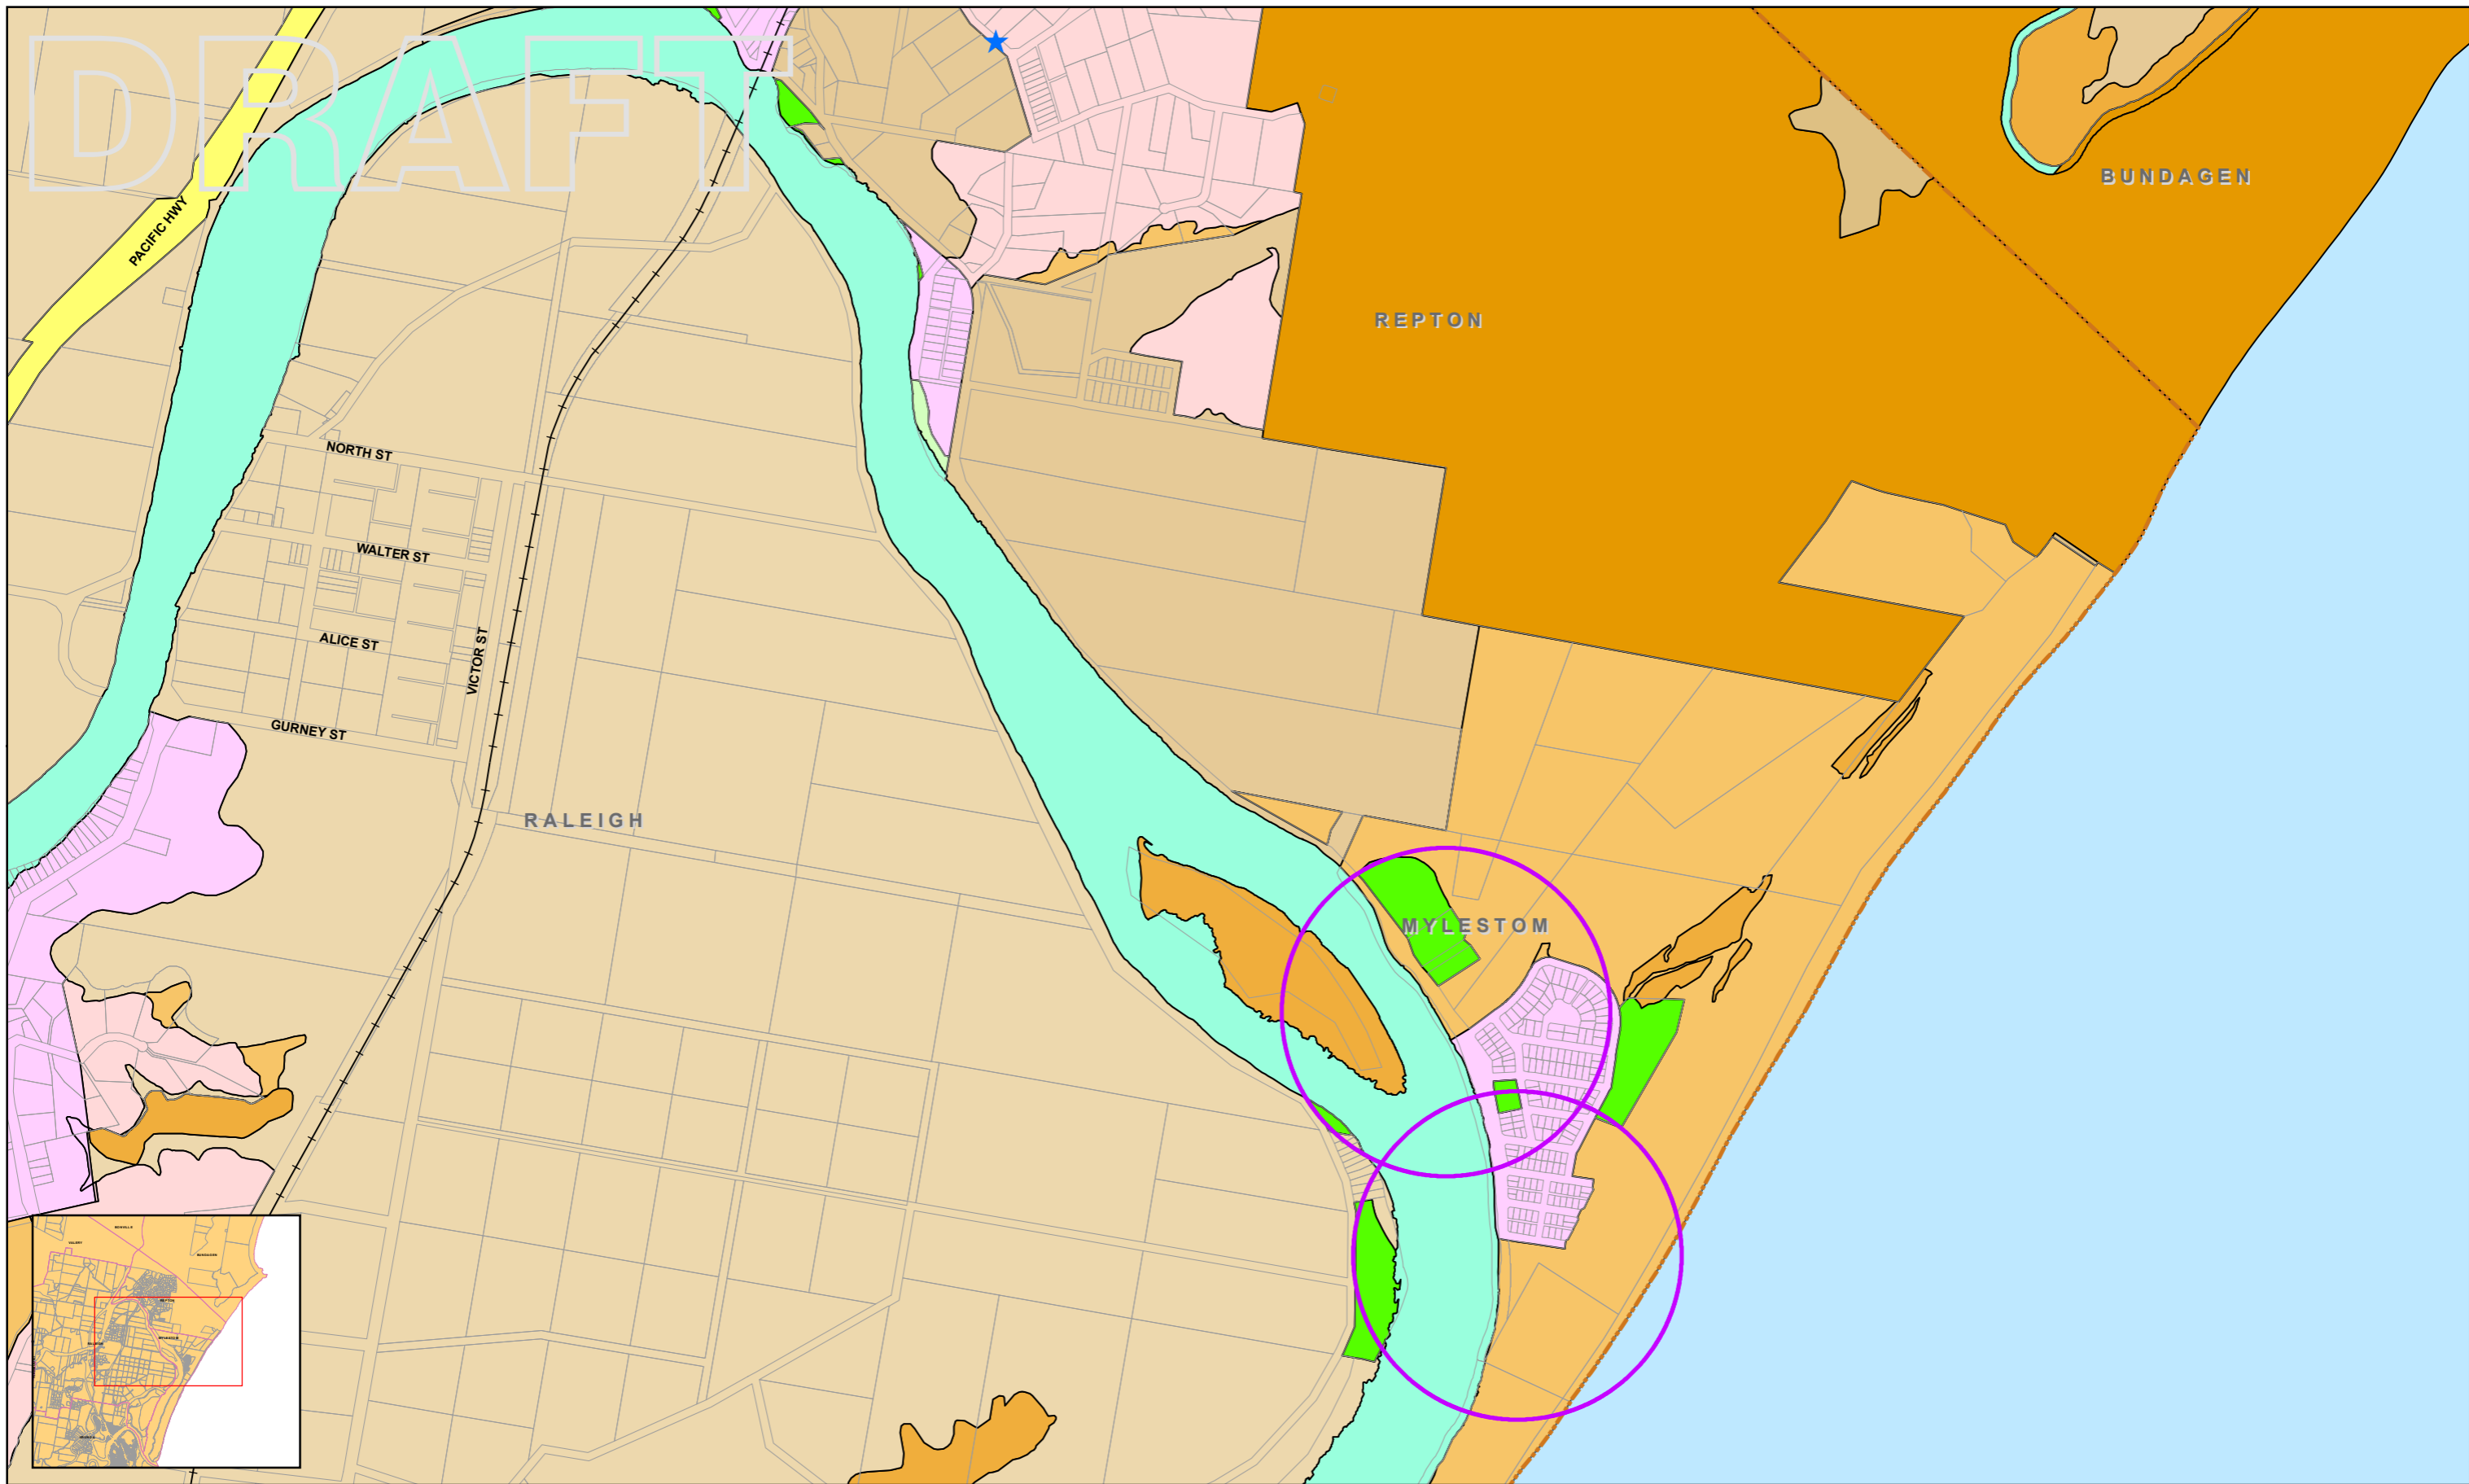 DRAFT
PACIFIC HWY
BUNDAGEN
REPTON
NORTH ST
WALTER ST
ALICE ST
VICTOR ST
GURNEY ST
RALEIGH
MYLESTOM